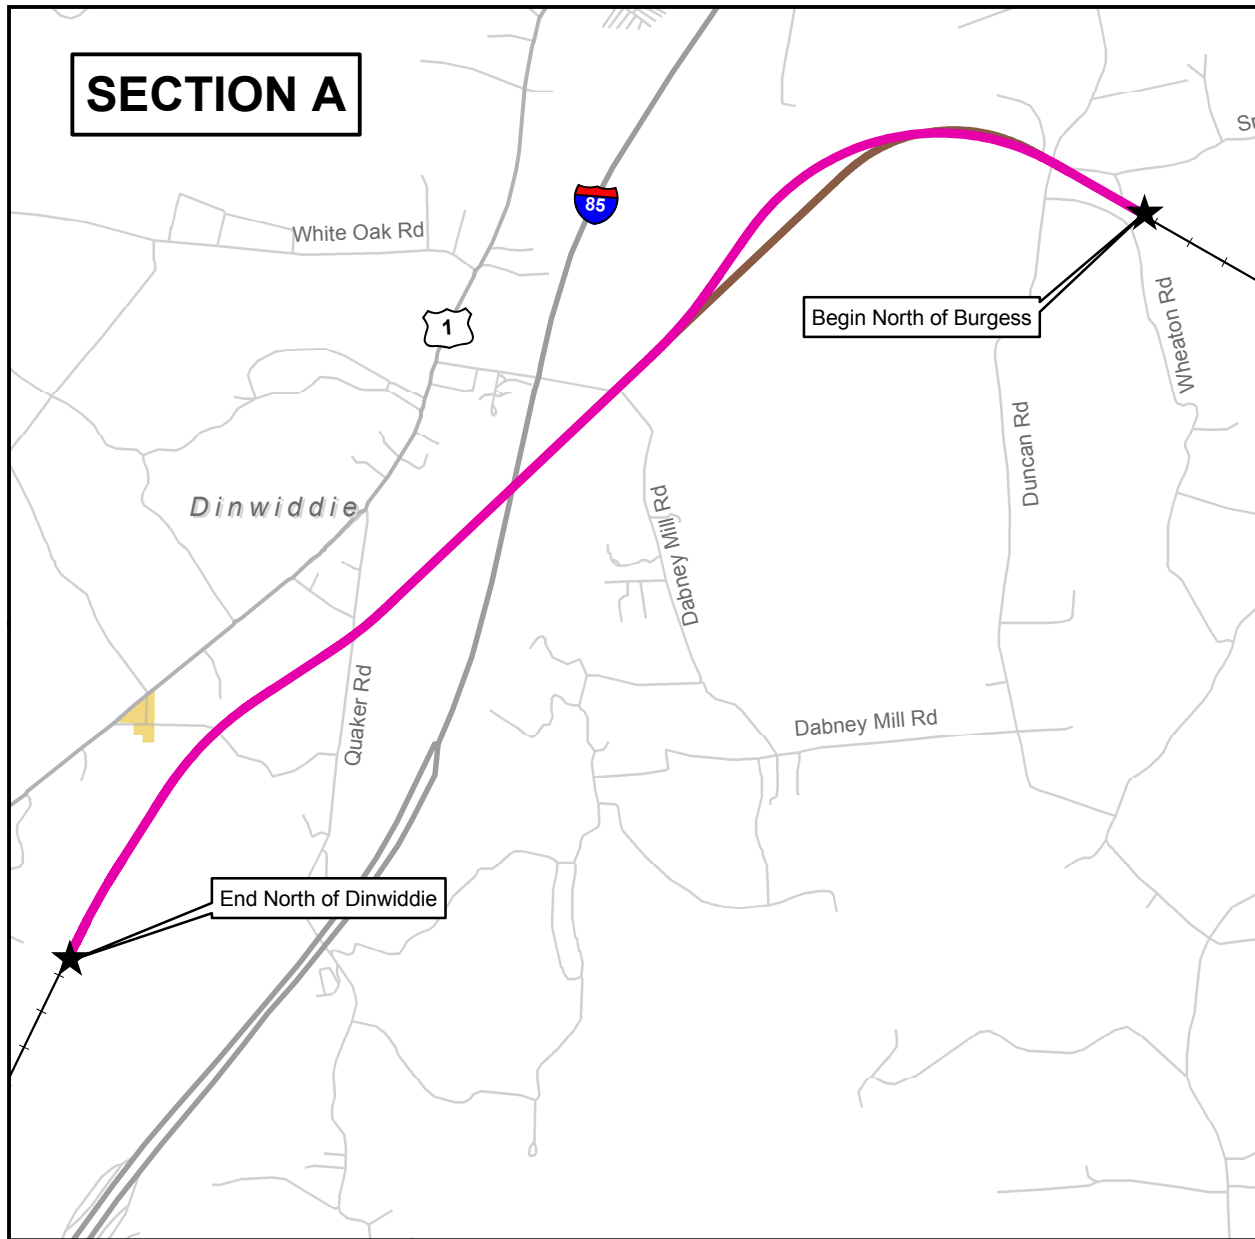 SECTION A
85
White Oak Rd
1
Begin North of Burgess
Wheaton Rd
Duncan Rd
Dinwiddie
Dabney Mill Rd
Quaker Rd
Dabney Mill Rd
End North of Dinwiddie